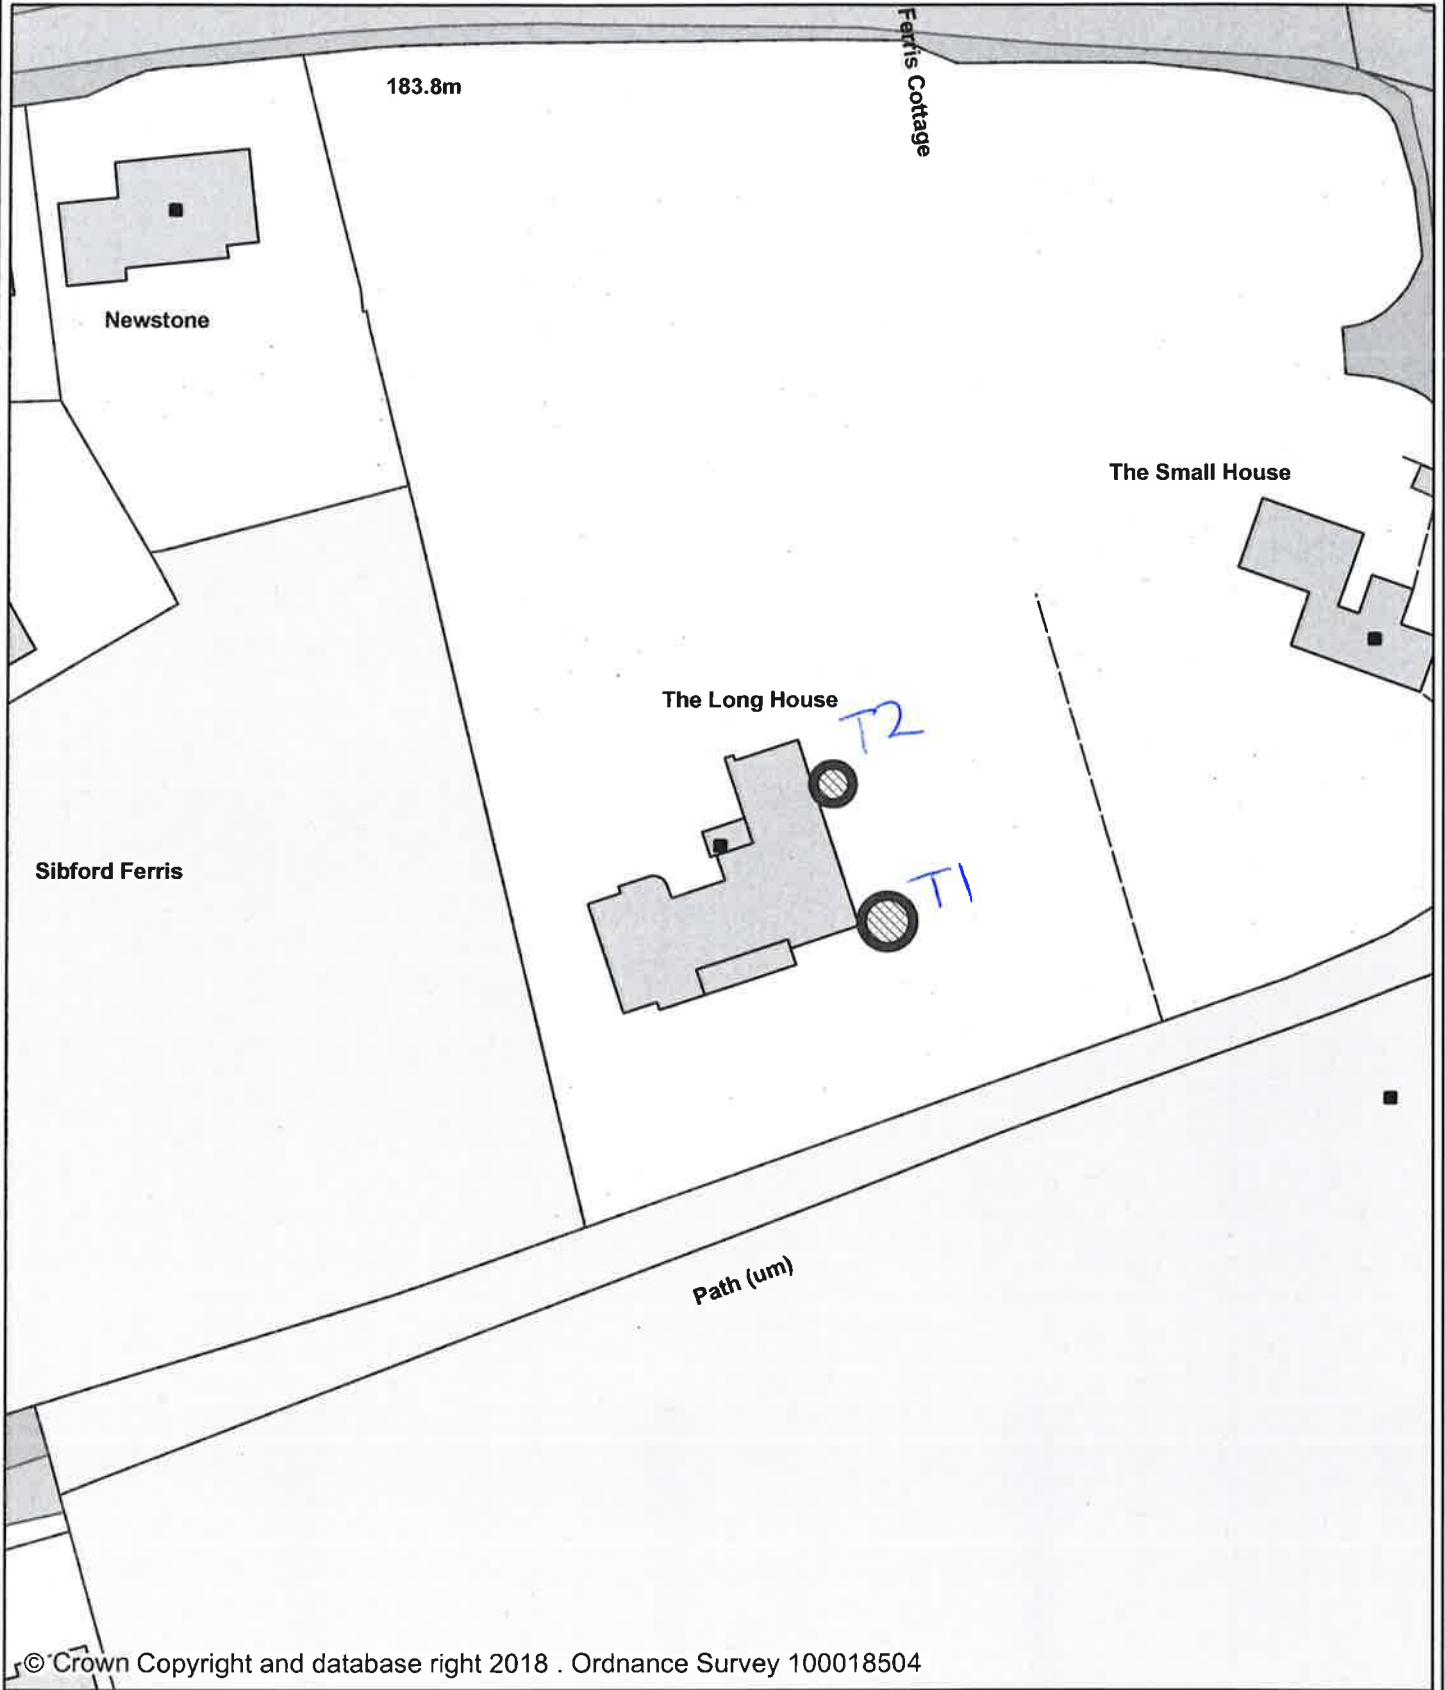 183.8m
Ferris Cottage
Newstone
The Small House
The Long House
T2
Sibford Ferris
T1
Path (um)
© Crown Copyright and database right 2018 . Ordnance Survey 100018504